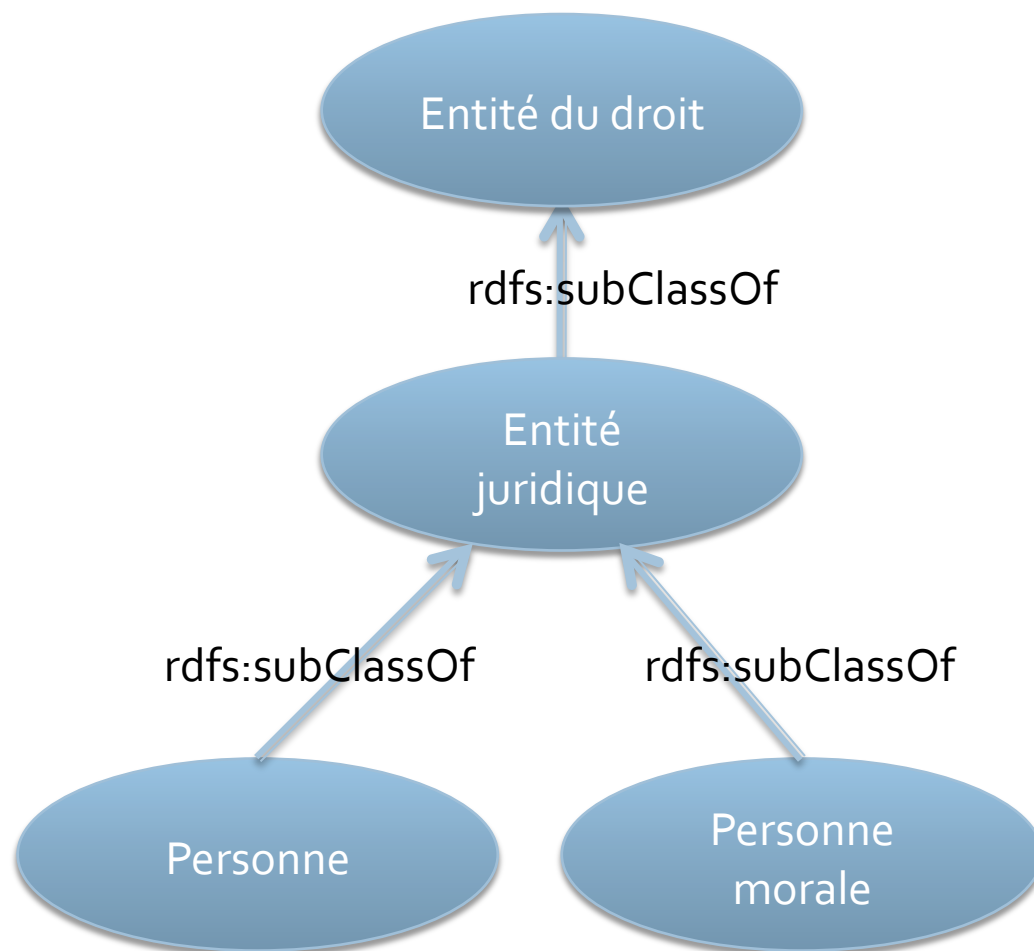 Entité du droit
rdfs:subClassOf
Entité
juridique
rdfs:subClassOf
rdfs:subClassOf
Personne
Personne
morale